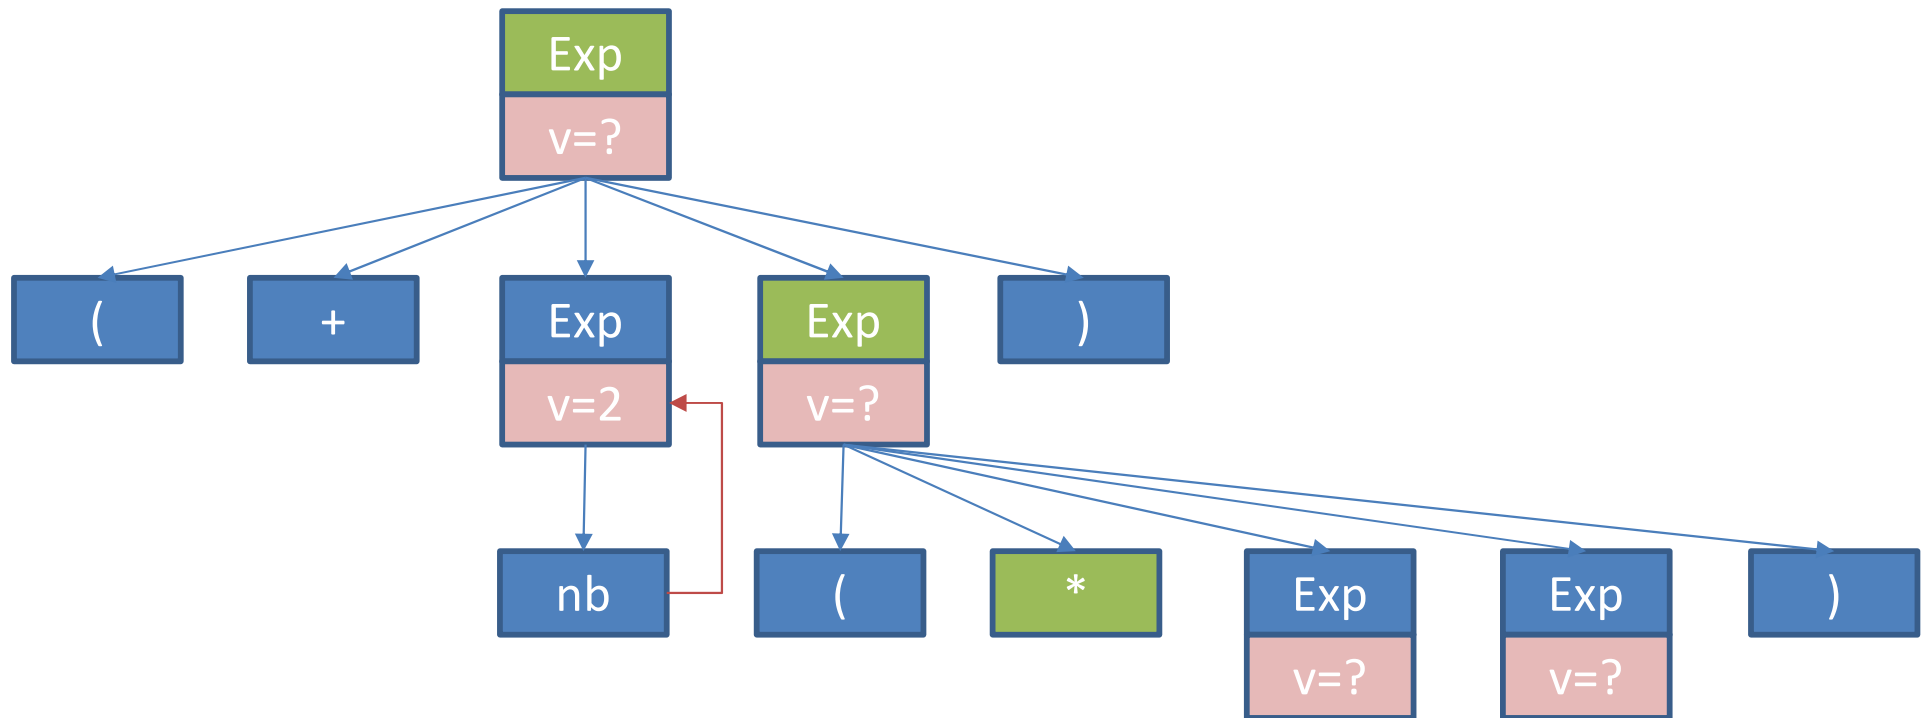 Exp
v=?
( + Exp Exp )
v=2 v=?
nb ( * Exp Exp )
v=? v=?